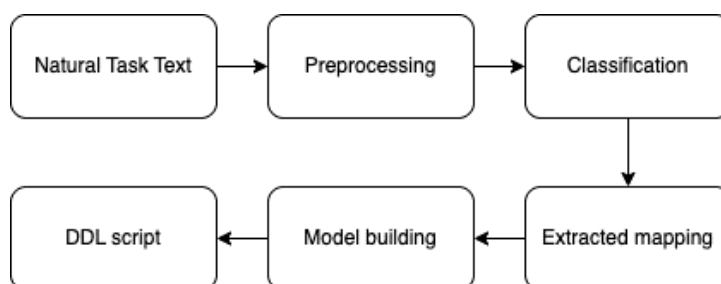 Natural Task Text
Preprocessing
Classification
DDL script
Model building
Extracted mapping